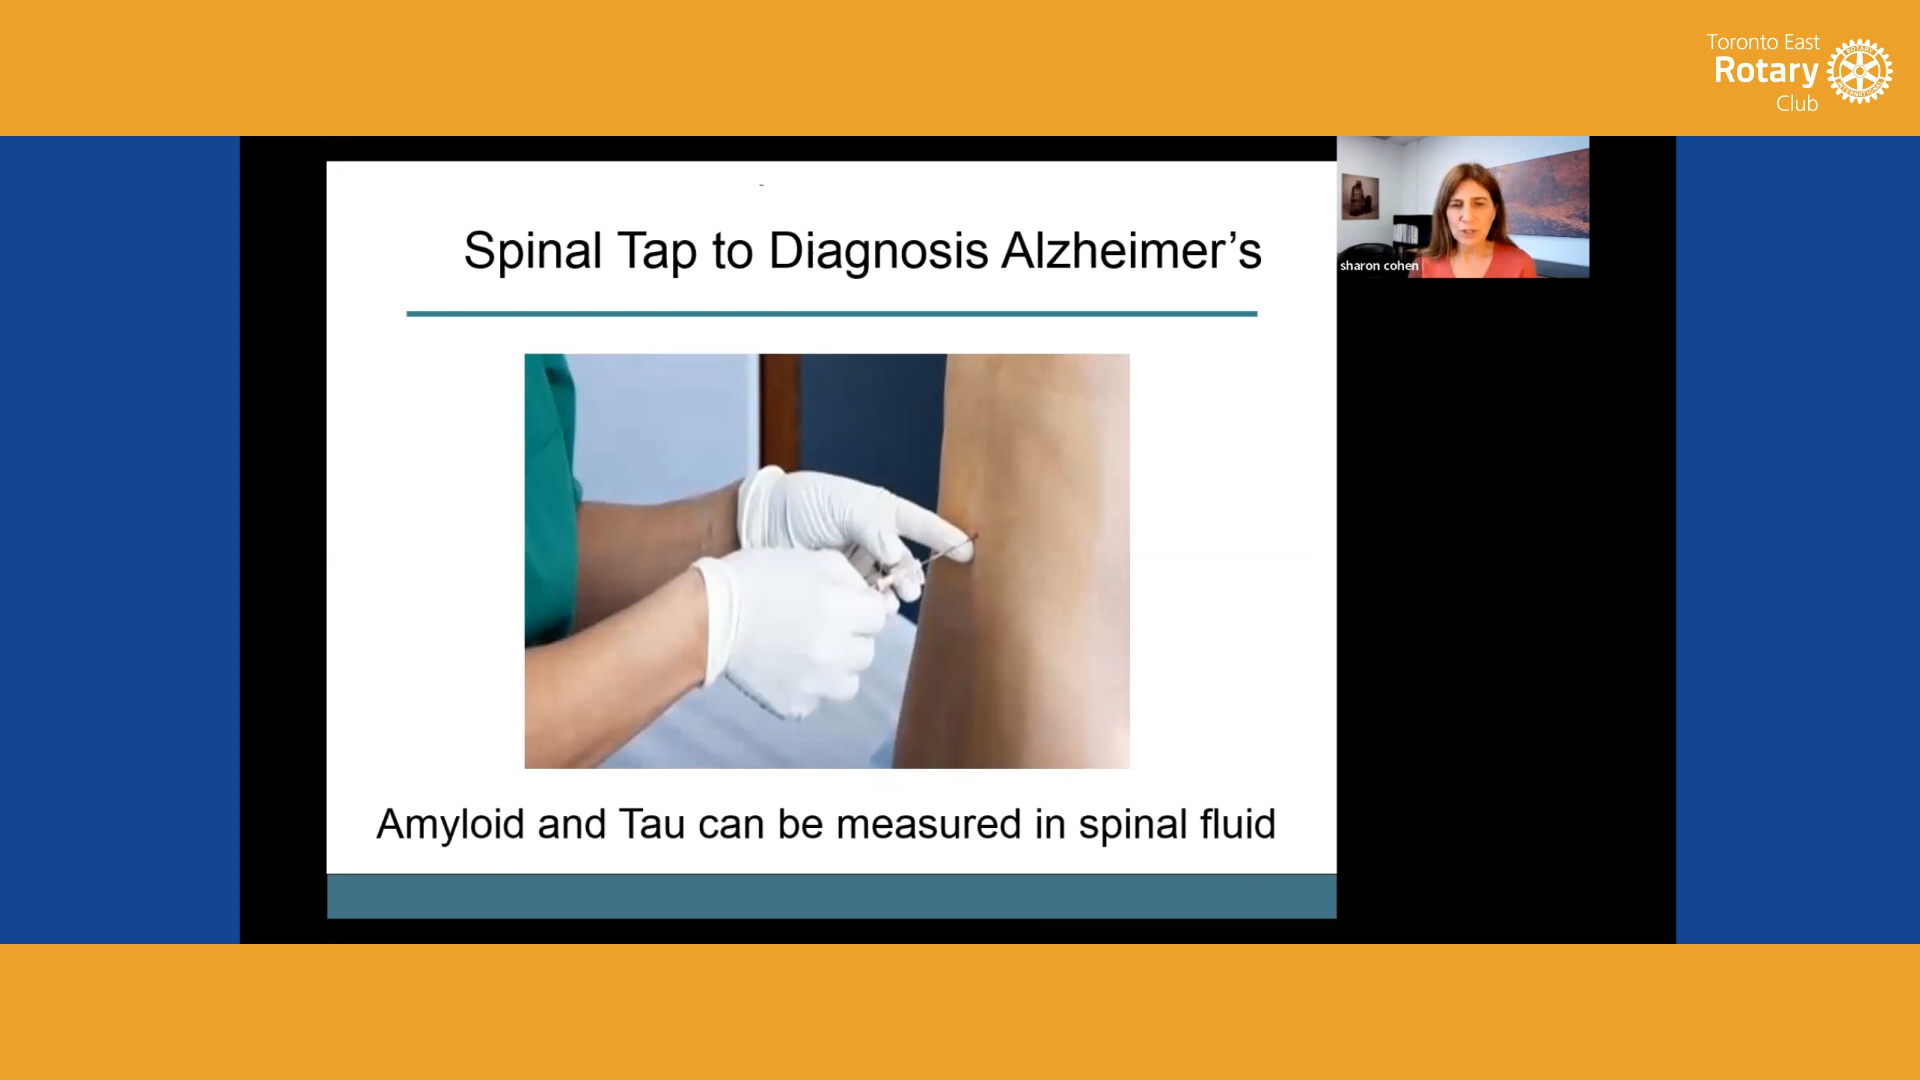 Toronto East
Rotary
Club
Spinal Tap to Diagnosis Alzheimer’s
sharon cohen
Amyloid and Tau can be measured in spinal fluid